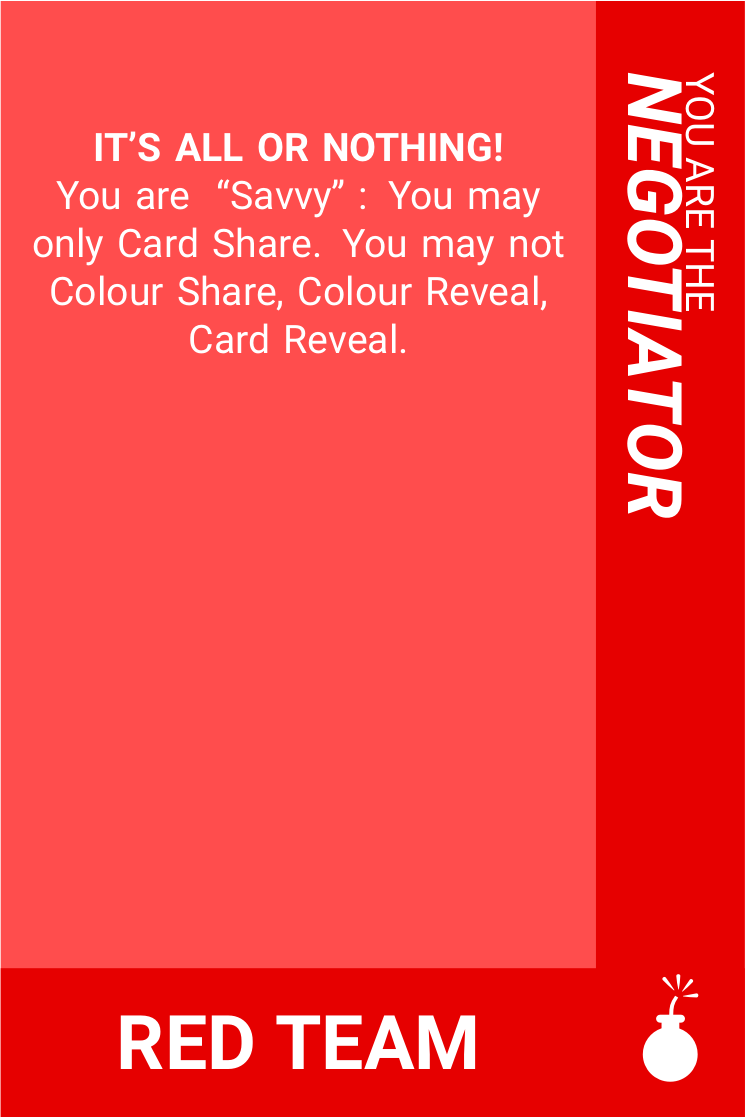 IT’S ALL OR NOTHING!
You are “Savvy” : You may
only Card Share. You may not
Colour Share, Colour Reveal,
Card Reveal.
YOU ARE THE
NEGOTIATOR
RED TEAM